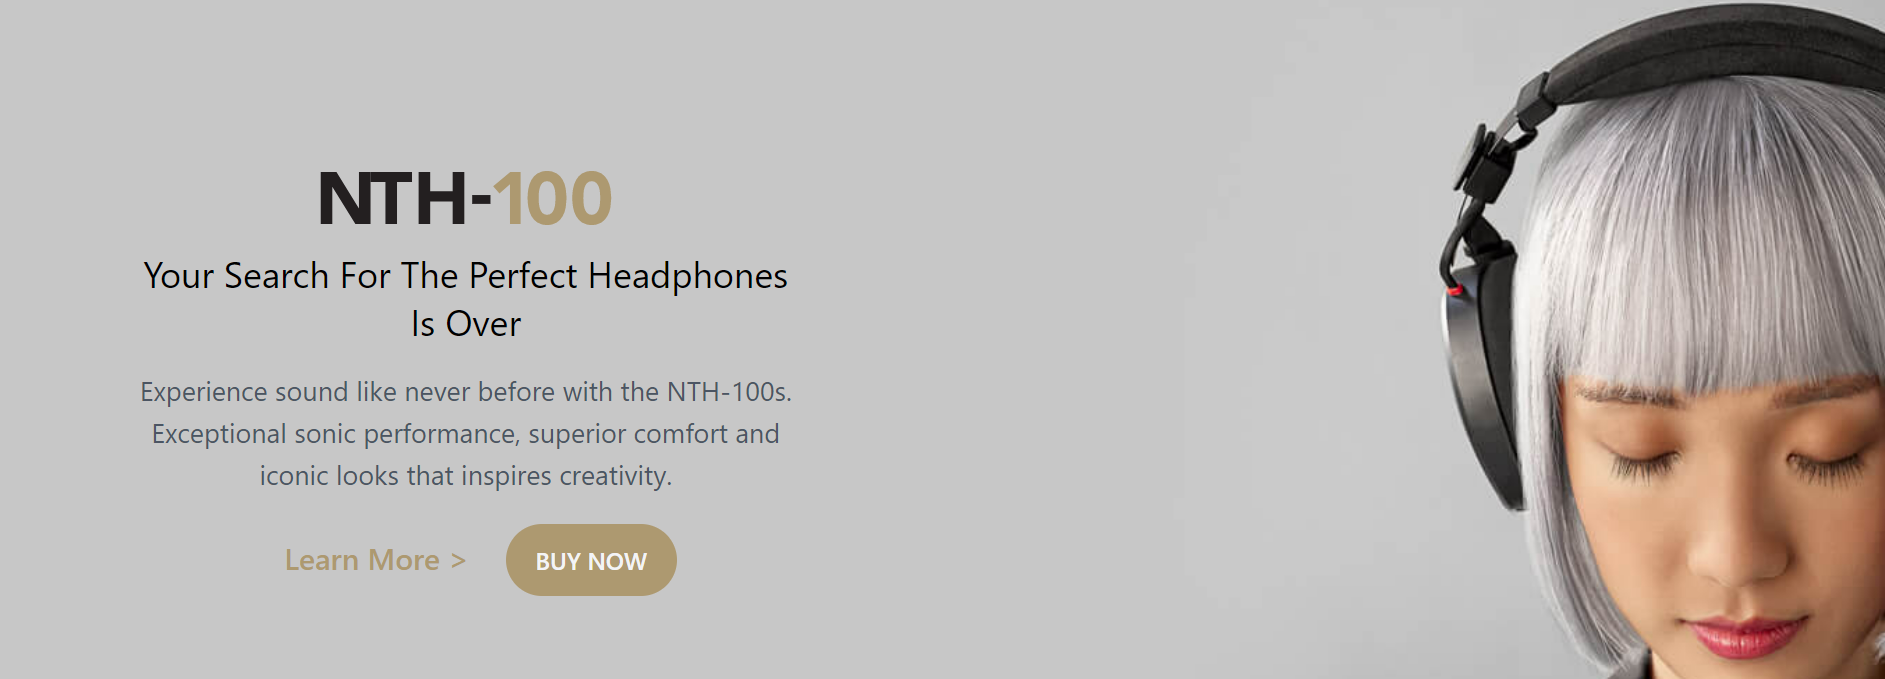 NTH-100
Your Search For The Perfect Headphones
Is Over
Experience sound like never before with the NTH-100s.
Exceptional sonic performance, superior comfort and
iconic looks that inspires creativity.
Learn More > BUY NOW